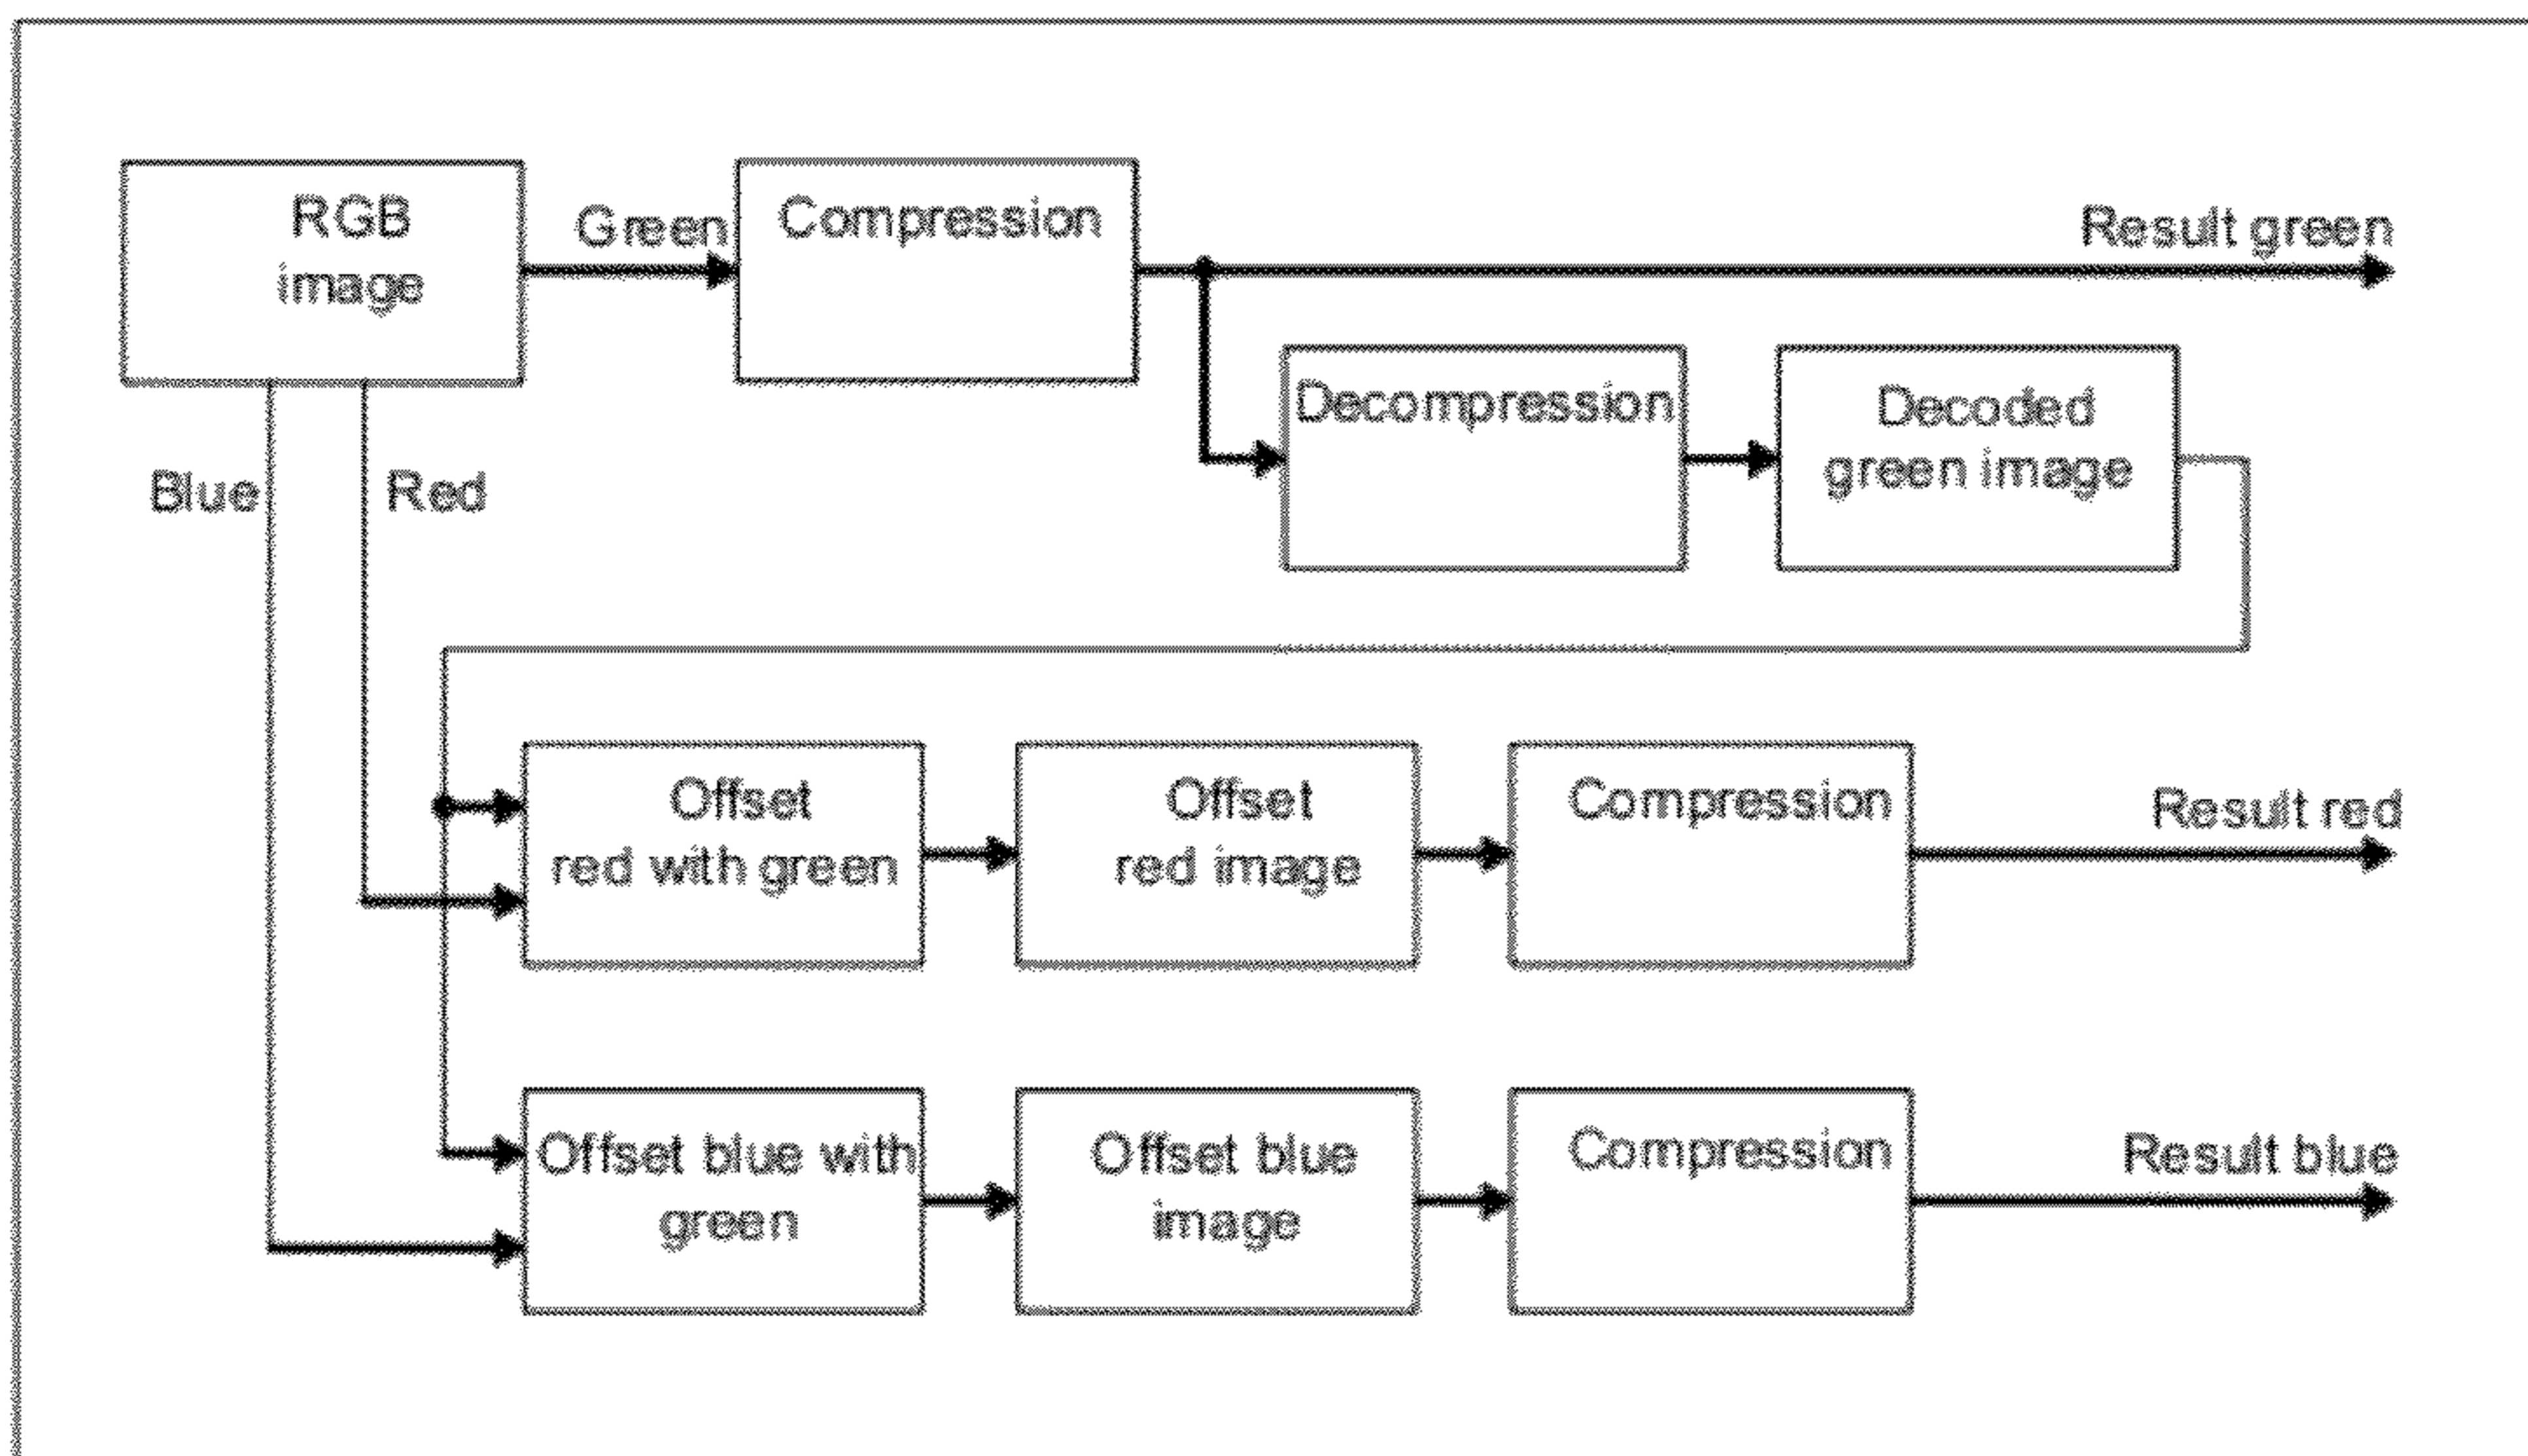 RGB
image
Green
Compression
Result green
Decompression
Decoded
green image
Blue
Red
Offset
red with green
Offset
red image
Compression
Result red
Offset blue with
green
Offset blue
image
Compression
Result blue